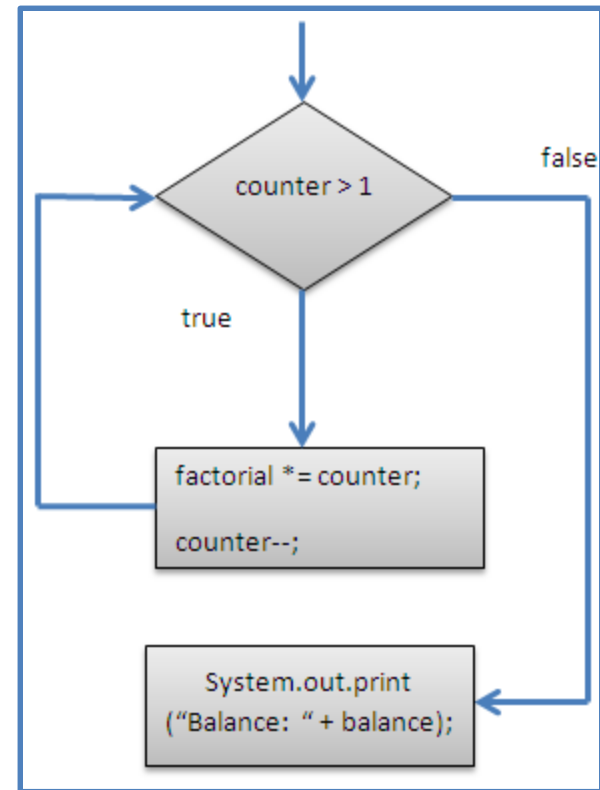 counter > 1
false
true
factorial *= counter;
counter--;
System.out.print
(“Balance: “ + balance);